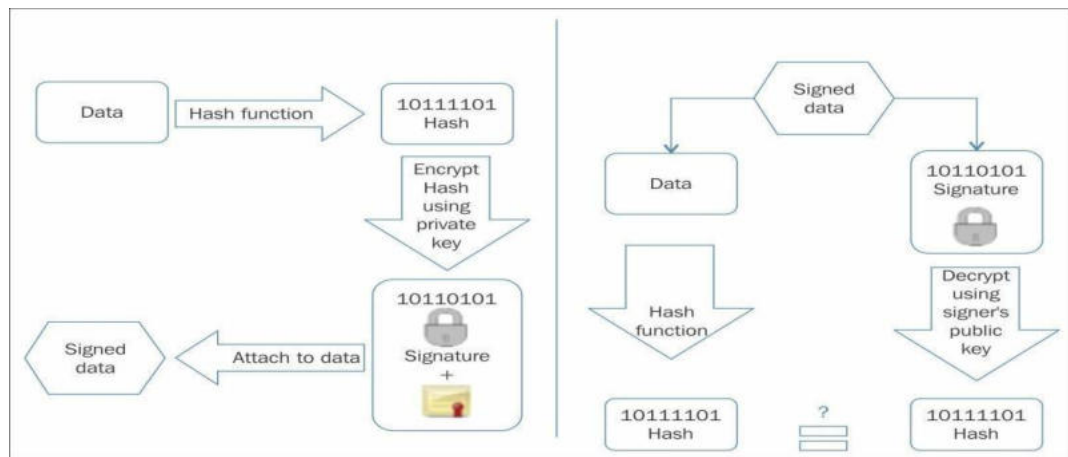 Data
Hash function
10111101
Hash
Encrypt
Hash
using
private
key
10110101
Signature
+
Attach to data
Signed
data
Signed
data
Data
10110101
Signature
Hash
function
Decrypt
using
signer's
public
key
10111101
Hash
?
10111101
Hash